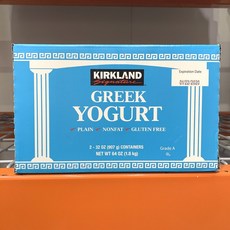 KIRKLAND
Signature
Expiration Date
GREEK
YOGURT
PLAIN NONFAT GLUTEN FREE
2 - 32 OZ (907 g) CONTAINERS
NET WT 64 OZ (1.8 kg)
Grade A